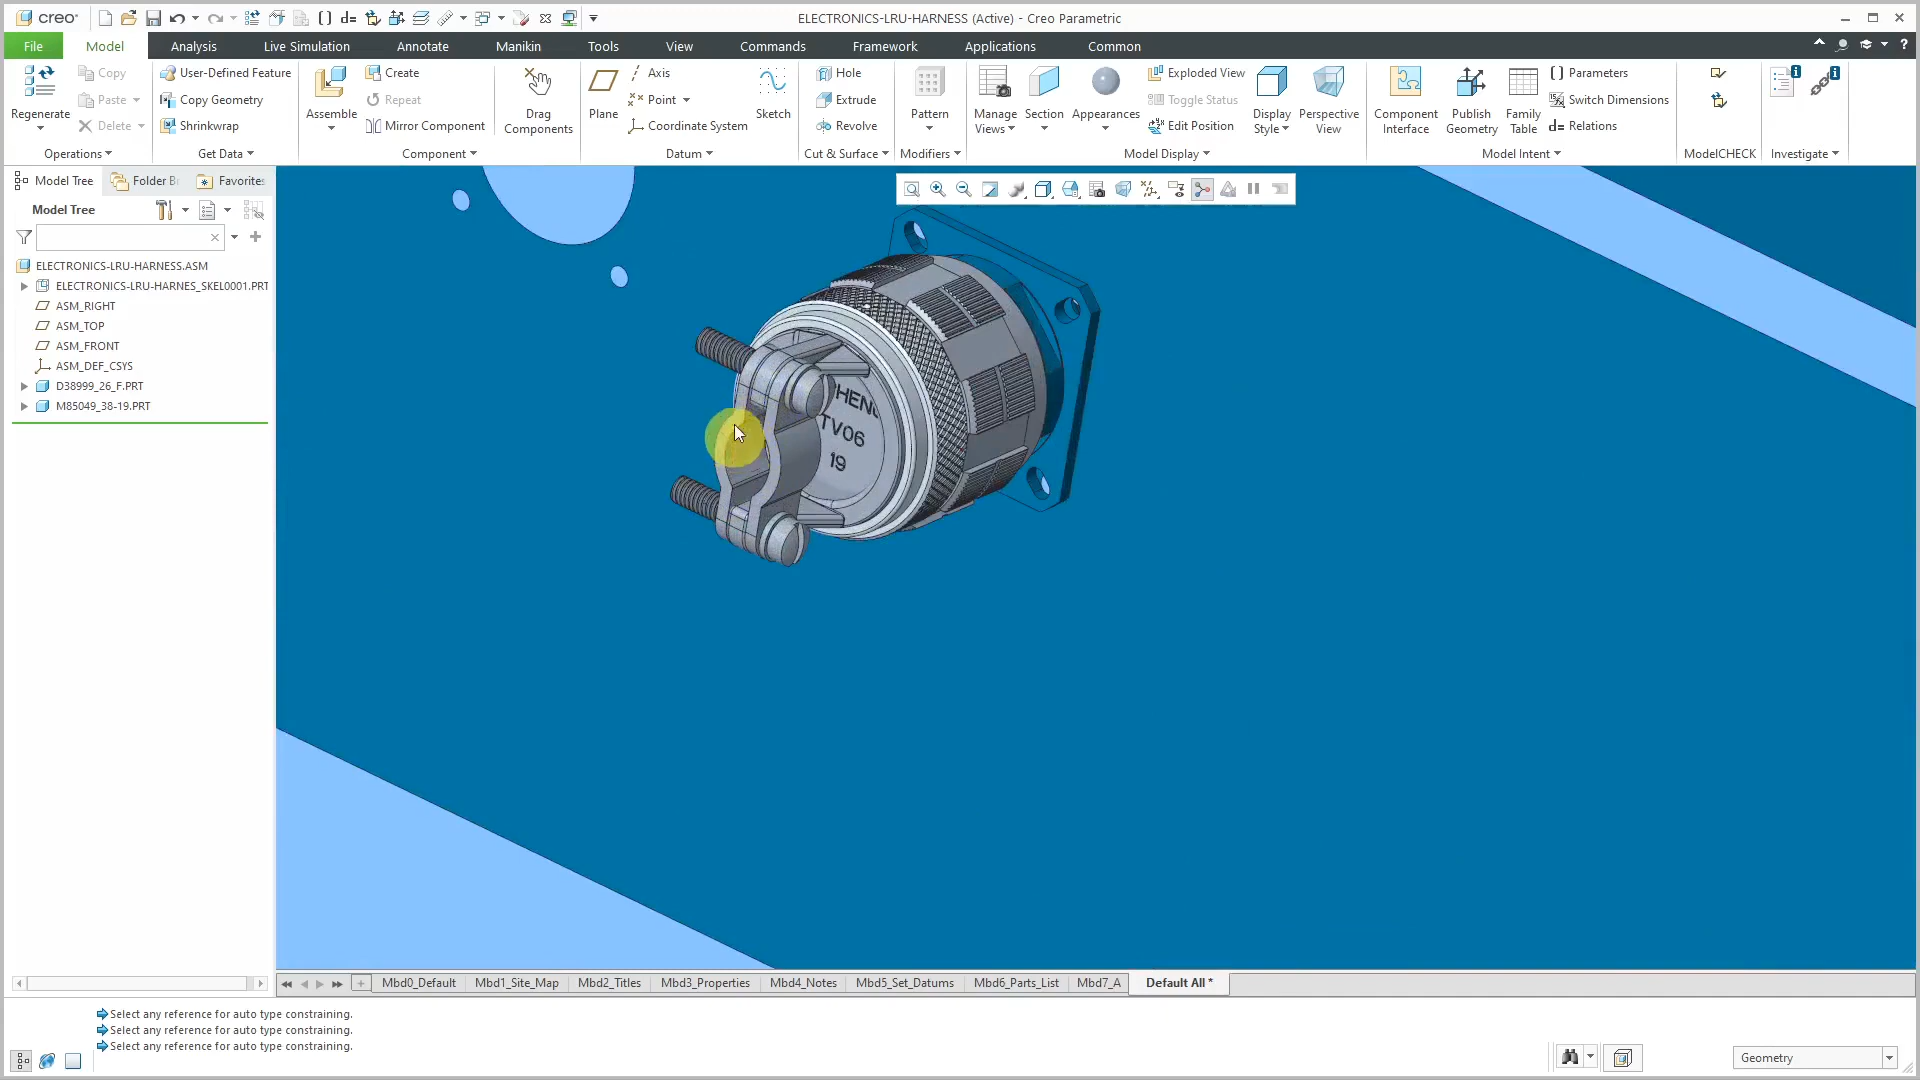 creo
ELECTRONICS-LRU-HARNESS (Active) - Creo Parametric
File Model Analysis Live Simulation Annotate Manikin Tools View Commands Framework Applications Common
Regenerate
Copy
Paste
Delete
Operations
User-Defined Feature
Copy Geometry
Shrinkwrap
Get Data
Assemble
Create
Repeat
Mirror Component
Drag
Components
Component
Plane
Axis
Point
Coordinate System
Sketch
Datum
Hole
Extrude
Revolve
Cut & Surface
Pattern
Modifiers
Manage
Views
Section
Appearances
Exploded View
Toggle Status
Edit Position
Display
Style
Perspective
View
Model Display
Component
Interface
Publish
Geometry
Family
Table
Parameters
Switch Dimensions
Relations
Model Intent
ModelCHECK
Investigate
Model Tree
Folder B
Favorites
Model Tree
ELECTRONICS-LRU-HARNESS.ASM
ELECTRONICS-LRU-HARNES_SKEL0001.PRT
ASM_RIGHT
ASM_TOP
ASM_FRONT
ASM_DEF_CSYS
D38999_26_F.PRT
M85049_38-19.PRT
PHENO
TV06
19
Mbd0_Default Mbd1_Site_Map Mbd2_Titles Mbd3_Properties Mbd4_Notes Mbd5_Set_Datums Mbd6_Parts_List Mbd7_A Default All *
Select any reference for auto type constraining.
Select any reference for auto type constraining.
Select any reference for auto type constraining.
Geometry